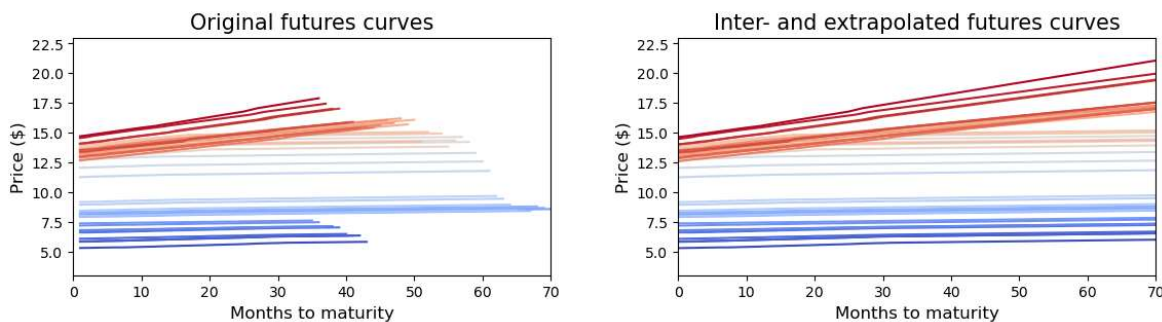 Original futures curves
Price ($)
22.5
20.0
17.5
15.0
12.5
10.0
7.5
5.0
0 10 20 30 40 50 60 70
Months to maturity
Inter- and extrapolated futures curves
Price ($)
22.5
20.0
17.5
15.0
12.5
10.0
7.5
5.0
0 10 20 30 40 50 60 70
Months to maturity